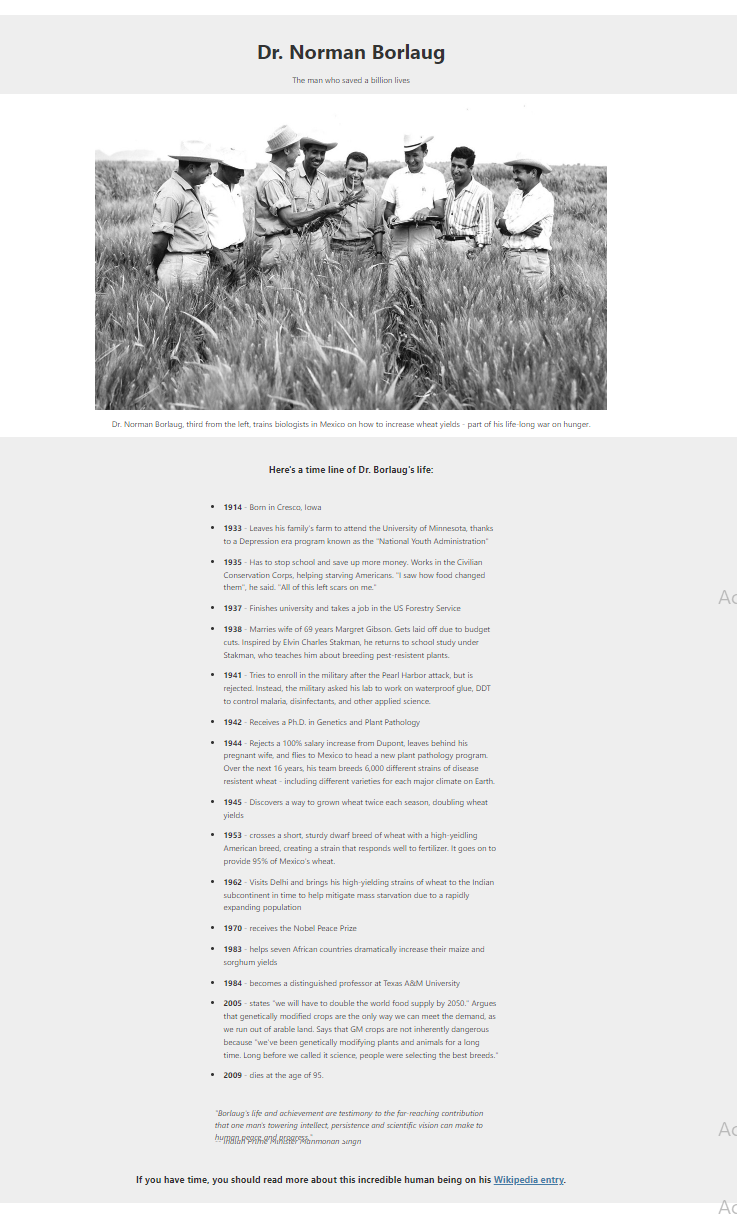 Dr. Norman Borlaug
The man who saved a billion lives
Dr. Norman Borlaug, third from the left, trains biologists in Mexico on how to increase wheat yields - part of his life-long war on hunger.
Here's a time line of Dr. Borlaug's life:
1914 - Born in Cresco, Iowa
1933 - Leaves his family's farm to attend the University of Minnesota, thanks
to a Depression era program known as the "National Youth Administration"
1935 - Has to stop school and save up more money. Works in the Civilian
Conservation Corps, helping starving Americans. "I saw how food changed
them", he said. "All of this left scars on me."
1937 - Finishes university and takes a job in the US Forestry Service
1938 - Marries wife of 69 years Margret Gibson. Gets laid off due to budget
cuts. Inspired by Elvin Charles Stakman, he returns to school study under
Stakman, who teaches him about breeding pest-resistent plants.
1941 - Tries to enroll in the military after the Pearl Harbor attack, but is
rejected. Instead, the military asked his lab to work on waterproof glue, DDT
to control malaria, disinfectants, and other applied science.
1942 - Receives a Ph.D. in Genetics and Plant Pathology
1944 - Rejects a 100% salary increase from Dupont, leaves behind his
pregnant wife, and flies to Mexico to head a new plant pathology program.
Over the next 16 years, his team breeds 6,000 different strains of disease
resistent wheat - including different varieties for each major climate on Earth.
1945 - Discovers a way to grown wheat twice each season, doubling wheat
yields
1953 - crosses a short, sturdy dwarf breed of wheat with a high-yeidling
American breed, creating a strain that responds well to fertilizer. It goes on to
provide 95% of Mexico's wheat.
1962 - Visits Delhi and brings his high-yielding strains of wheat to the Indian
subcontinent in time to help mitigate mass starvation due to a rapidly
expanding population
1970 - receives the Nobel Peace Prize
1983 - helps seven African countries dramatically increase their maize and
sorghum yields
1984 - becomes a distinguished professor at Texas A&M University
2005 - states "we will have to double the world food supply by 2050." Argues
that genetically modified crops are the only way we can meet the demand, as
we run out of arable land. Says that GM crops are not inherently dangerous
because "we've been genetically modifying plants and animals for a long
time. Long before we called it science, people were selecting the best breeds."
2009 - dies at the age of 95.
"Borlaug's life and achievement are testimony to the far-reaching contribution
that one man's towering intellect, persistence and scientific vision can make to
human peace and progress."
-- Indian Prime Minister Manmohan Singh
If you have time, you should read more about this incredible human being on his Wikipedia entry.